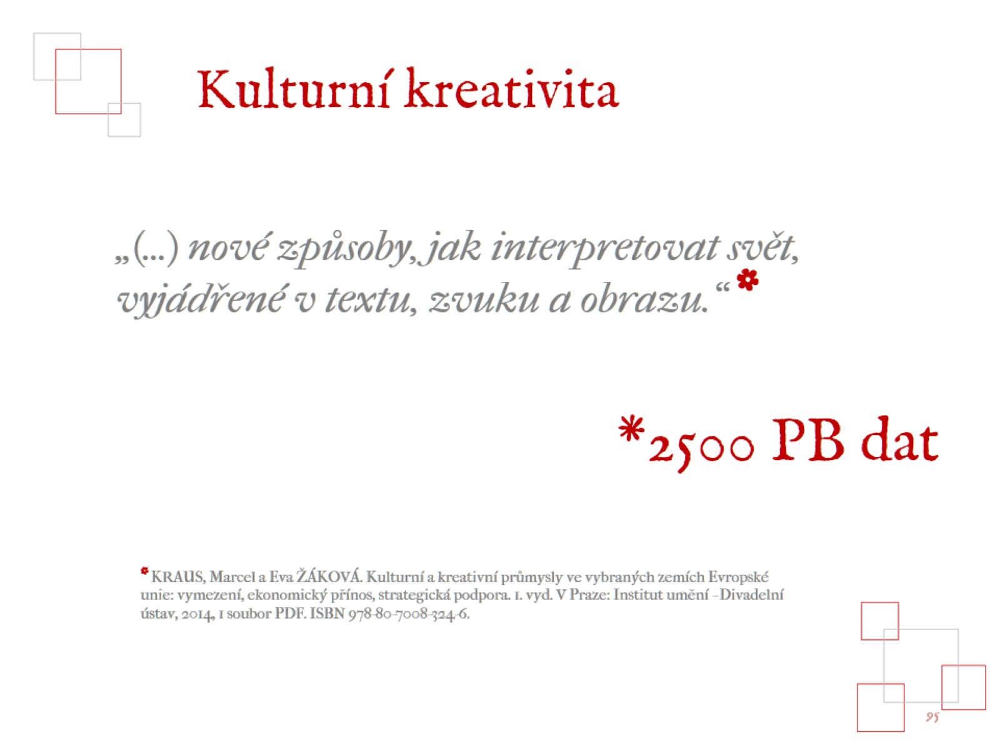 Kulturní kreativita
„(...) nové způsoby, jak interpretovat svět,
vyjádřené v textu, zvuku a obrazu.“*
*2500 PB dat
*KRAUS, Marcel a Eva ŽÁKOVÁ. Kulturní a kreativní průmysly ve vybraných zemích Evropské
unie: vymezení, ekonomický přínos, strategická podpora. 1. vyd. V Praze: Institut umění –Divadelní
ústav, 2014, 1 soubor PDF. ISBN 978-80-7008-324-6.
95